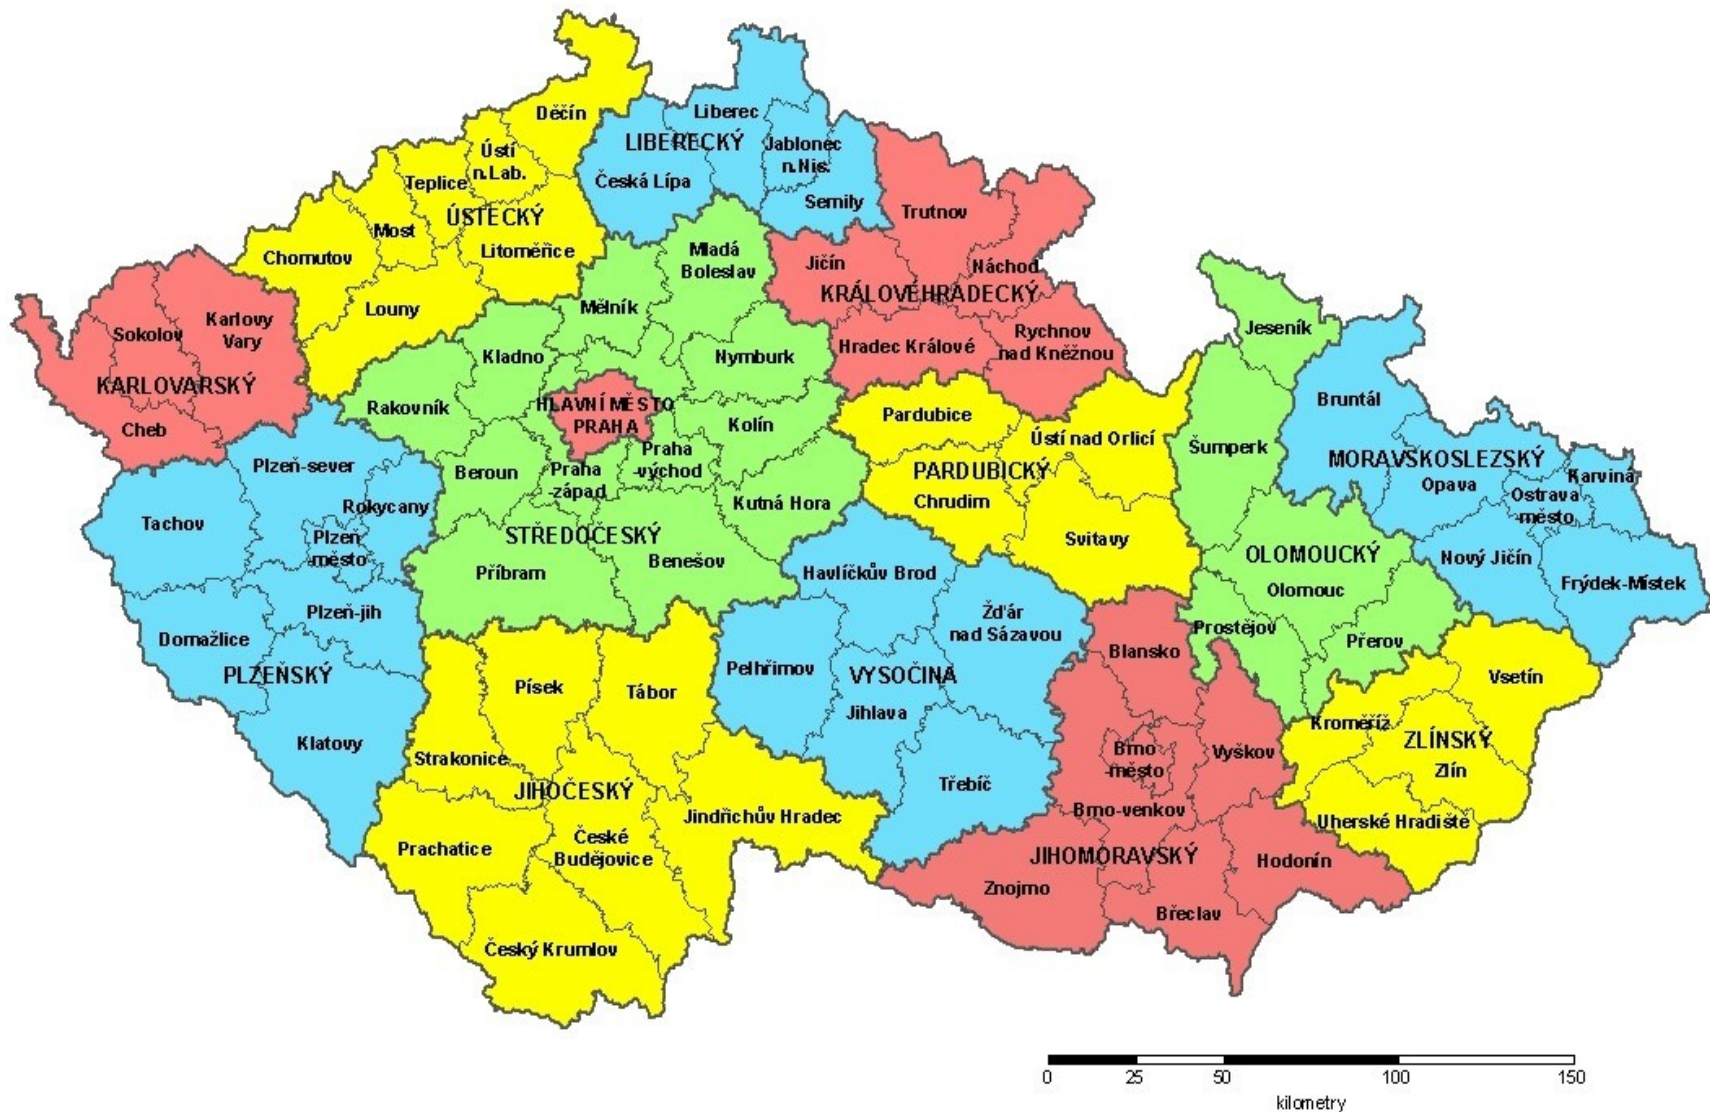 Děčín
Liberec
LIBERECKÝ
Jablonec
n.Nis.
Ústí
n.Lab.
Teplice
Česká Lípa
Semily
ÚSTECKÝ
Most
Litoměřice
Chomutov
Louny
Trutnov
Mladá
Boleslav
Jičín
Náchod
KRÁLOVÉHRADECKÝ
Mělník
Sokolov
Karlovy
Vary
Kladno
Nymburk
Hradec Králové
Rychnov
nad Kněžnou
Jeseník
KARLOVARSKÝ
Cheb
Rakovník
HLAVNÍ MĚSTO
PRAHA
Kolín
Pardubice
Ústí nad Orlicí
Bruntál
Šumperk
Plzeň-sever
Beroun
Praha
-západ
Praha
-východ
PARDUBICKÝ
Chrudim
MORAVSKOSLEZSKÝ
Opava
Karviná
Ostrava
-město
Rokycany
Tachov
Kutná Hora
Plzeň
-město
STŘEDOČESKÝ
Svitavy
OLOMOUCKÝ
Nový Jičín
Příbram
Benešov
Havlíčkův Brod
Olomouc
Frýdek-Místek
Plzeň-jih
Domažlice
Žďár
nad Sázavou
Prostějov
Přerov
PLZEŇSKÝ
Písek
Tábor
Pelhřimov
VYSOČINA
Blansko
Vsetín
Jihlava
Klatovy
Strakonice
Kroměříž
ZLÍNSKÝ
Zlín
Brno
-město
Vyškov
JIHOČESKÝ
Třebíč
Brno-venkov
Jindřichův Hradec
Uherské Hradiště
Prachatice
České
Budějovice
JIHOMORAVSKÝ
Hodonín
Znojmo
Břeclav
Český Krumlov
0 25 50 100 150
kilometry